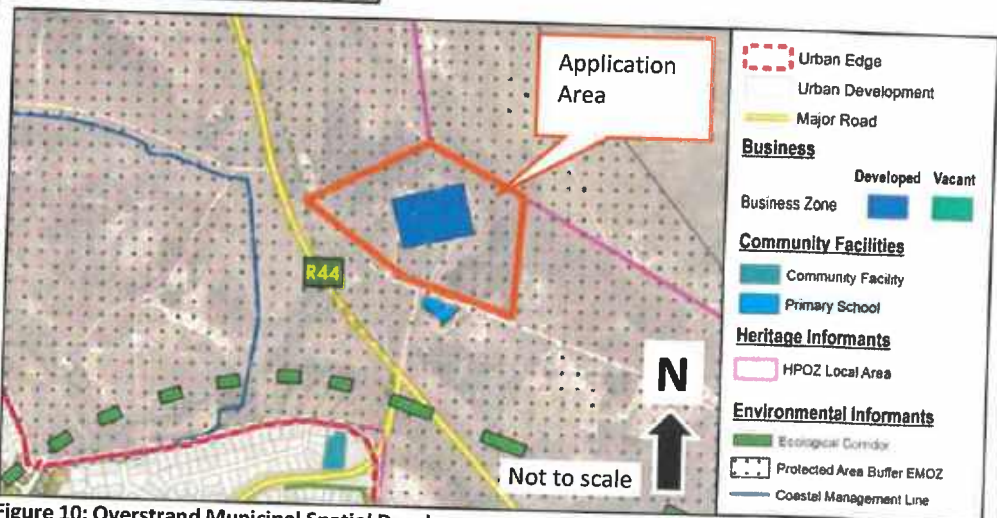 Application
Area
R44
N
Not to scale
Urban Edge
Urban Development
Major Road
Business
Developed Vacant
Business Zone
Community Facilities
Community Facility
Primary School
Heritage Informants
HPOZ Local Area
Environmental Informants
Ecological Corridor
Protected Area Buffer EMOZ
Coastal Management Line
Figure 10: Overstrand Municipal Spatial